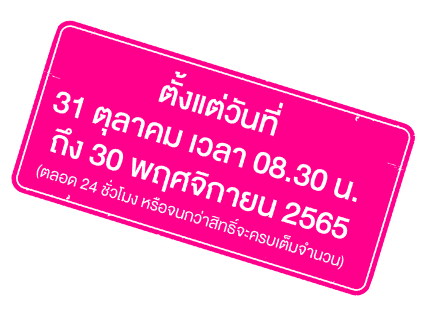 ตั้งแต่วันที่
31 ตุลาคม เวลา 08.30 น.
ถึง 30 พฤศจิกายน 2565
(ตลอด 24 ชั่วโมง หรือจนกว่าสิทธิ์จะครบเต็มจำนวน)